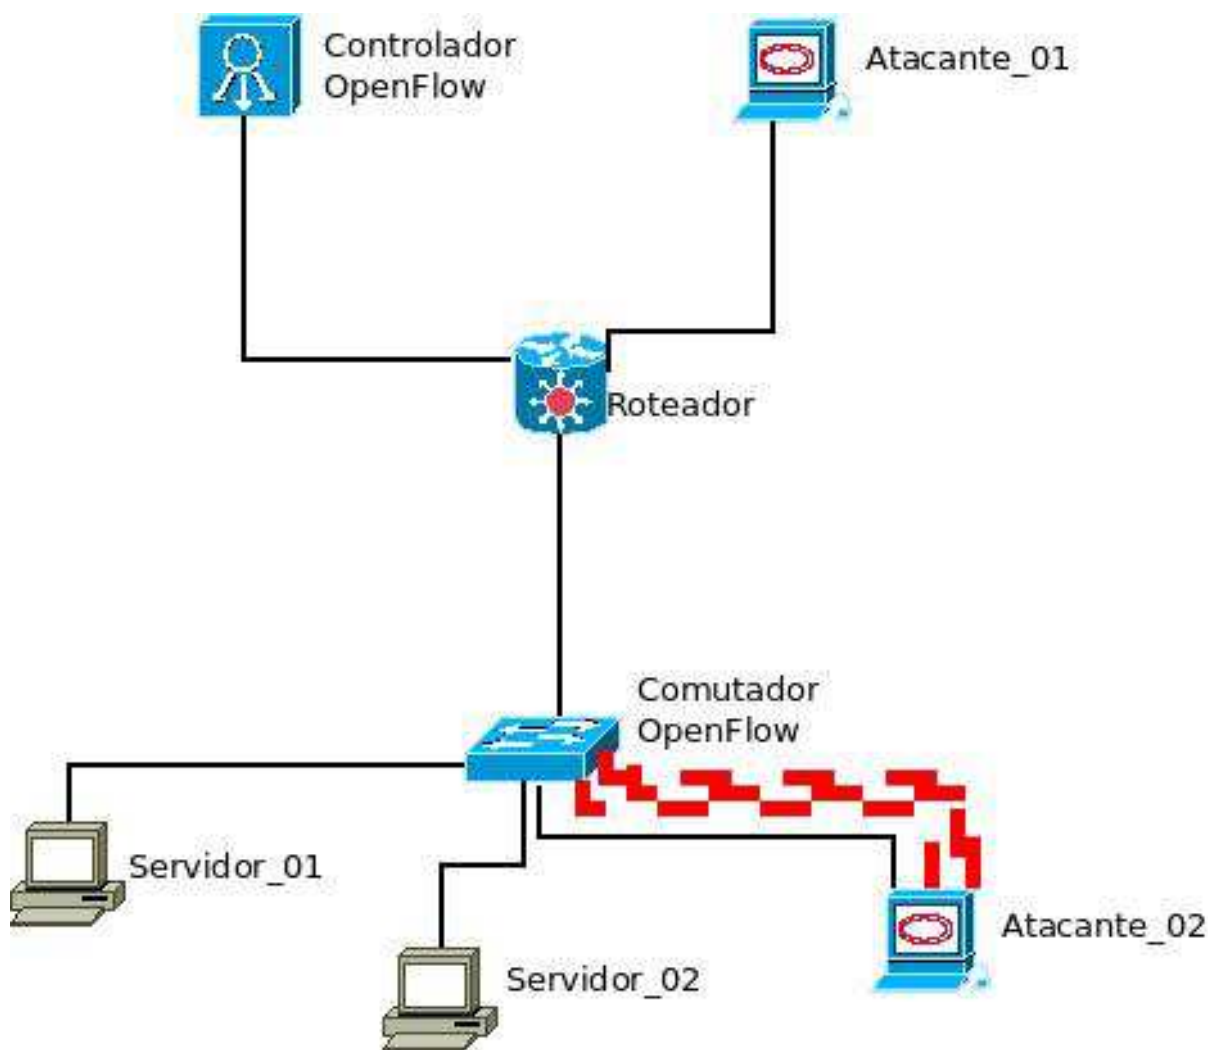 Controlador
OpenFlow
Atacante_01
Roteador
Comutador
OpenFlow
Servidor_01
Atacante_02
Servidor_02